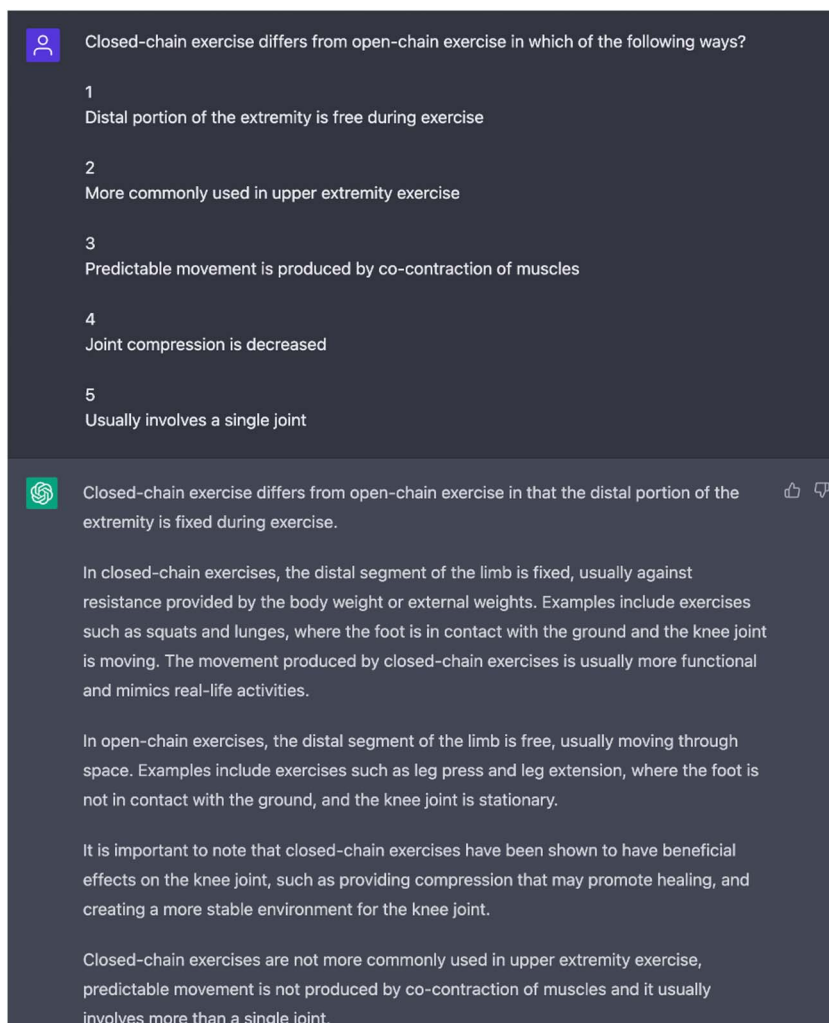 Closed-chain exercise differs from open-chain exercise in which of the following ways?
1
Distal portion of the extremity is free during exercise
2
More commonly used in upper extremity exercise
3
Predictable movement is produced by co-contraction of muscles
4
Joint compression is decreased
5
Usually involves a single joint
Closed-chain exercise differs from open-chain exercise in that the distal portion of the
extremity is fixed during exercise.
In closed-chain exercises, the distal segment of the limb is fixed, usually against
resistance provided by the body weight or external weights. Examples include exercises
such as squats and lunges, where the foot is in contact with the ground and the knee joint
is moving. The movement produced by closed-chain exercises is usually more functional
and mimics real-life activities.
In open-chain exercises, the distal segment of the limb is free, usually moving through
space. Examples include exercises such as leg press and leg extension, where the foot is
not in contact with the ground, and the knee joint is stationary.
It is important to note that closed-chain exercises have been shown to have beneficial
effects on the knee joint, such as providing compression that may promote healing, and
creating a more stable environment for the knee joint.
Closed-chain exercises are not more commonly used in upper extremity exercise,
predictable movement is not produced by co-contraction of muscles and it usually
involves more than a single joint.